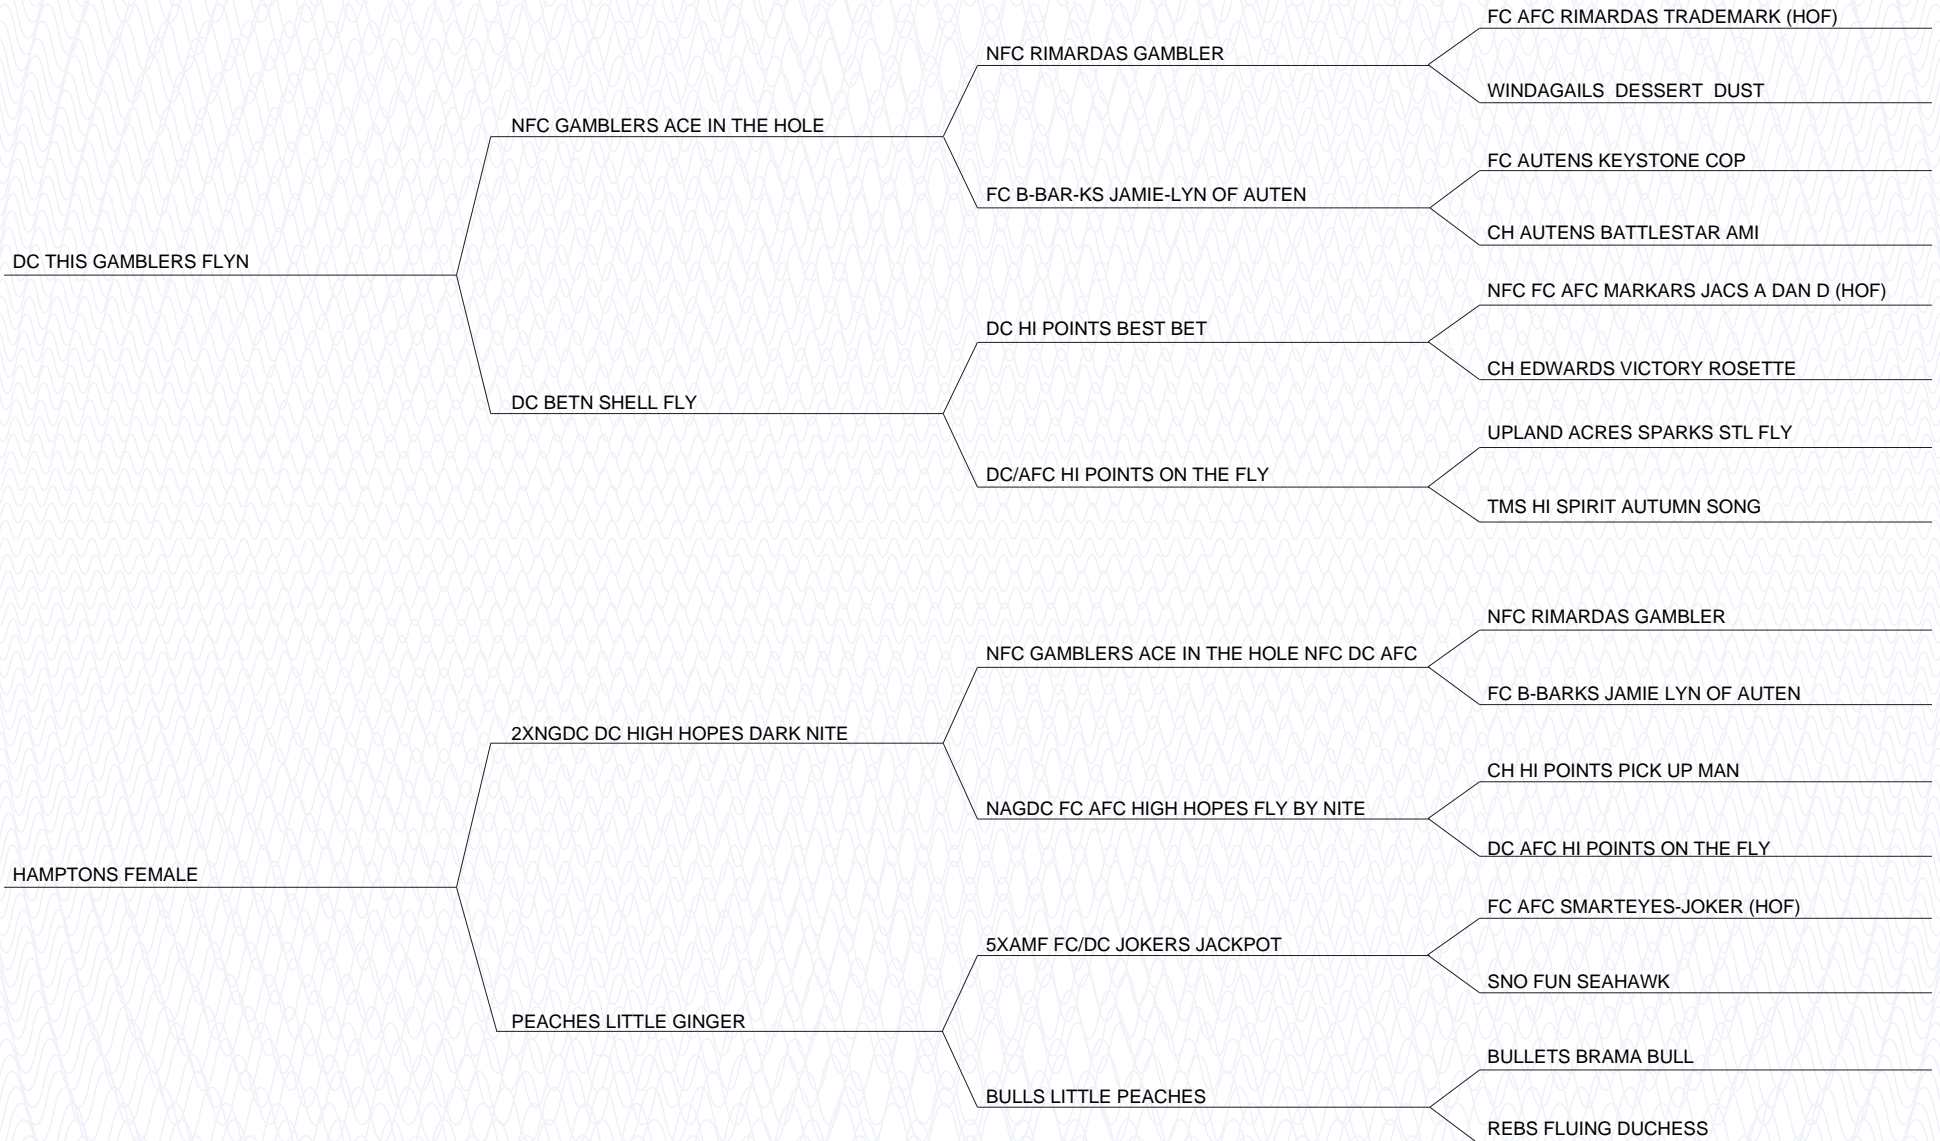 FC AFC RIMARDAS TRADEMARK (HOF)
NFC RIMARDAS GAMBLER
WINDAGAILS DESSERT DUST
NFC GAMBLERS ACE IN THE HOLE
FC AUTENS KEYSTONE COP
FC B-BAR-KS JAMIE-LYN OF AUTEN
CH AUTENS BATTLESTAR AMI
DC THIS GAMBLERS FLYN
NFC FC AFC MARKARS JACS A DAN D (HOF)
DC HI POINTS BEST BET
CH EDWARDS VICTORY ROSETTE
DC BETN SHELL FLY
UPLAND ACRES SPARKS STL FLY
DC/AFC HI POINTS ON THE FLY
TMS HI SPIRIT AUTUMN SONG
NFC RIMARDAS GAMBLER
NFC GAMBLERS ACE IN THE HOLE NFC DC AFC
FC B-BARKS JAMIE LYN OF AUTEN
2XNGDC DC HIGH HOPES DARK NITE
CH HI POINTS PICK UP MAN
NAGDC FC AFC HIGH HOPES FLY BY NITE
DC AFC HI POINTS ON THE FLY
HAMPTONS FEMALE
FC AFC SMARTEYES-JOKER (HOF)
5XAMF FC/DC JOKERS JACKPOT
SNO FUN SEAHAWK
PEACHES LITTLE GINGER
BULLETS BRAMA BULL
BULLS LITTLE PEACHES
REBS FLUING DUCHESS